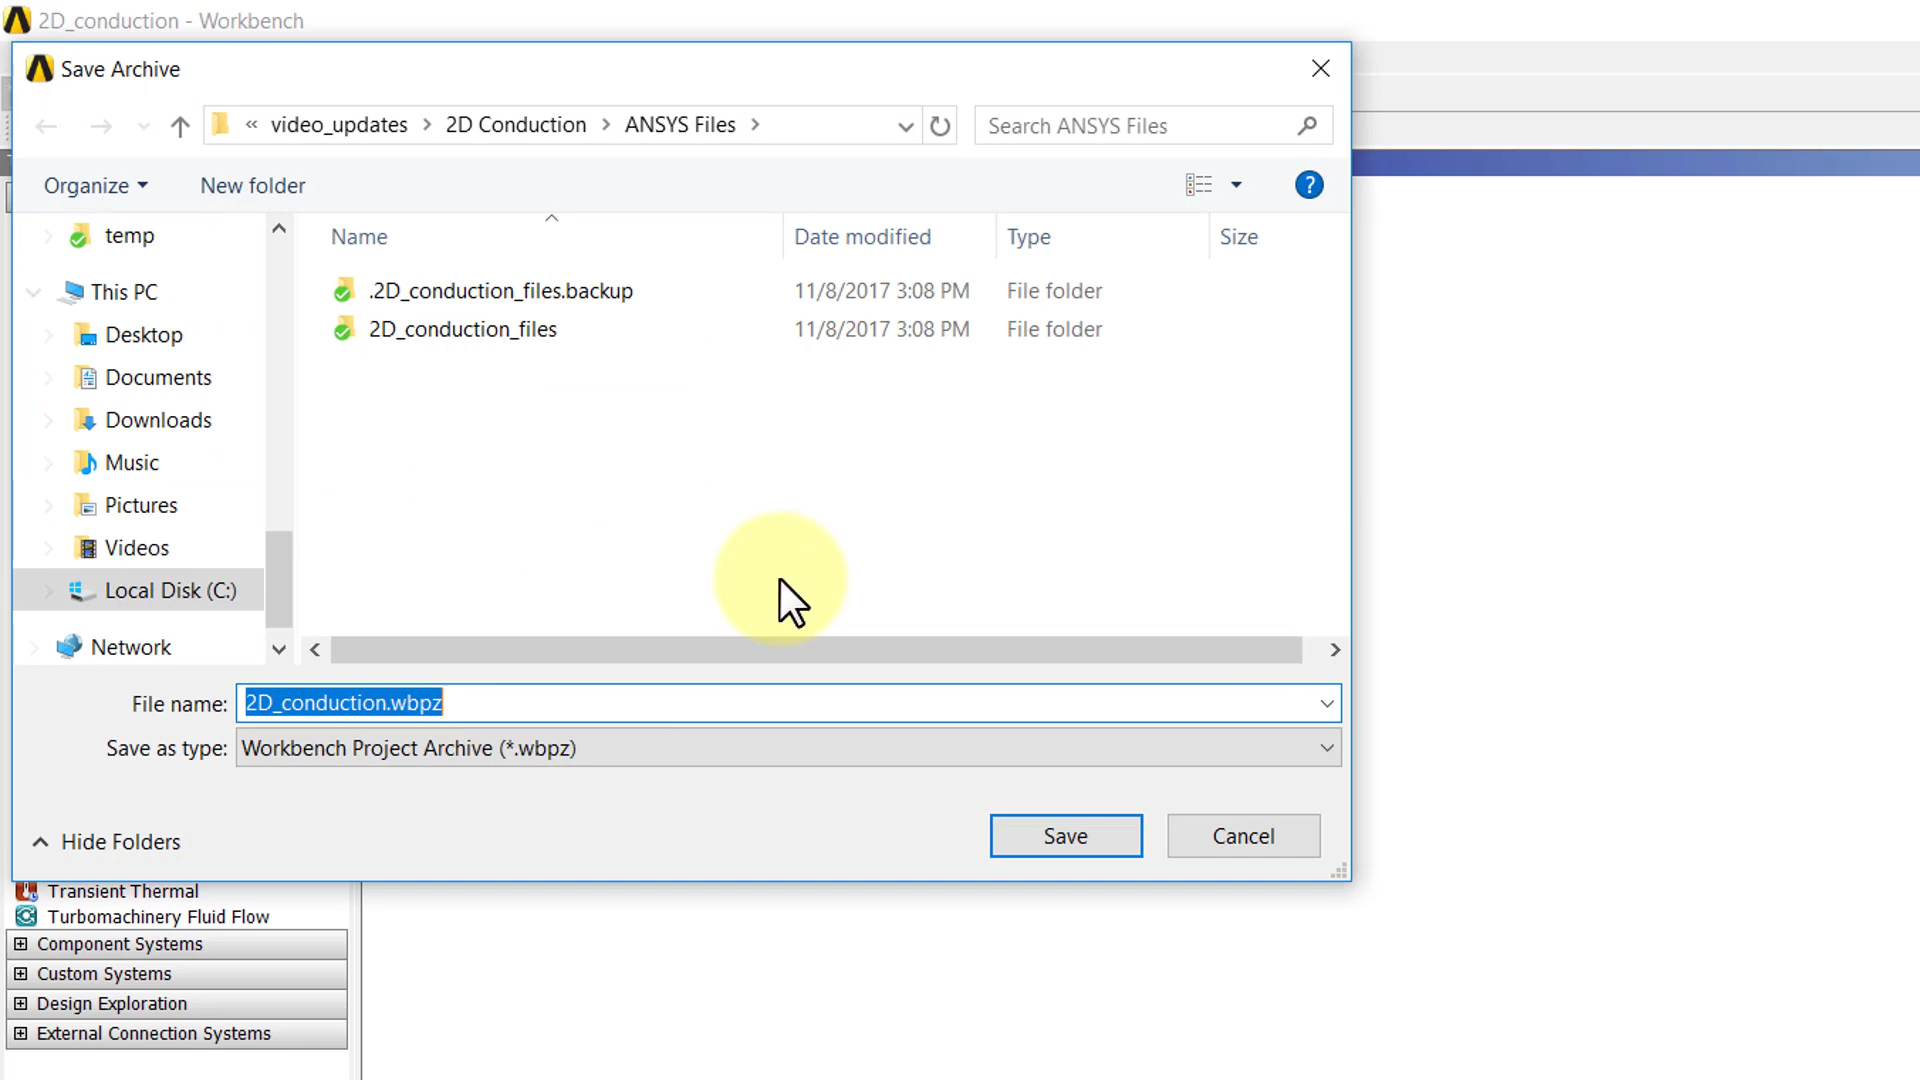 2D_conduction - Workbench
Save Archive
« video_updates > 2D Conduction > ANSYS Files >
Search ANSYS Files
Organize
New folder
?
Name
Date modified
Type
Size
temp
This PC
Desktop
Documents
Downloads
Music
Pictures
Videos
Local Disk (C:)
Network
.2D_conduction_files.backup 11/8/2017 3:08 PM File folder
2D_conduction_files 11/8/2017 3:08 PM File folder
File name: 2D_conduction.wbpz
Save as type: Workbench Project Archive (*.wbpz)
Hide Folders
Save
Cancel
Transient Thermal
Turbomachinery Fluid Flow
Component Systems
Custom Systems
Design Exploration
External Connection Systems